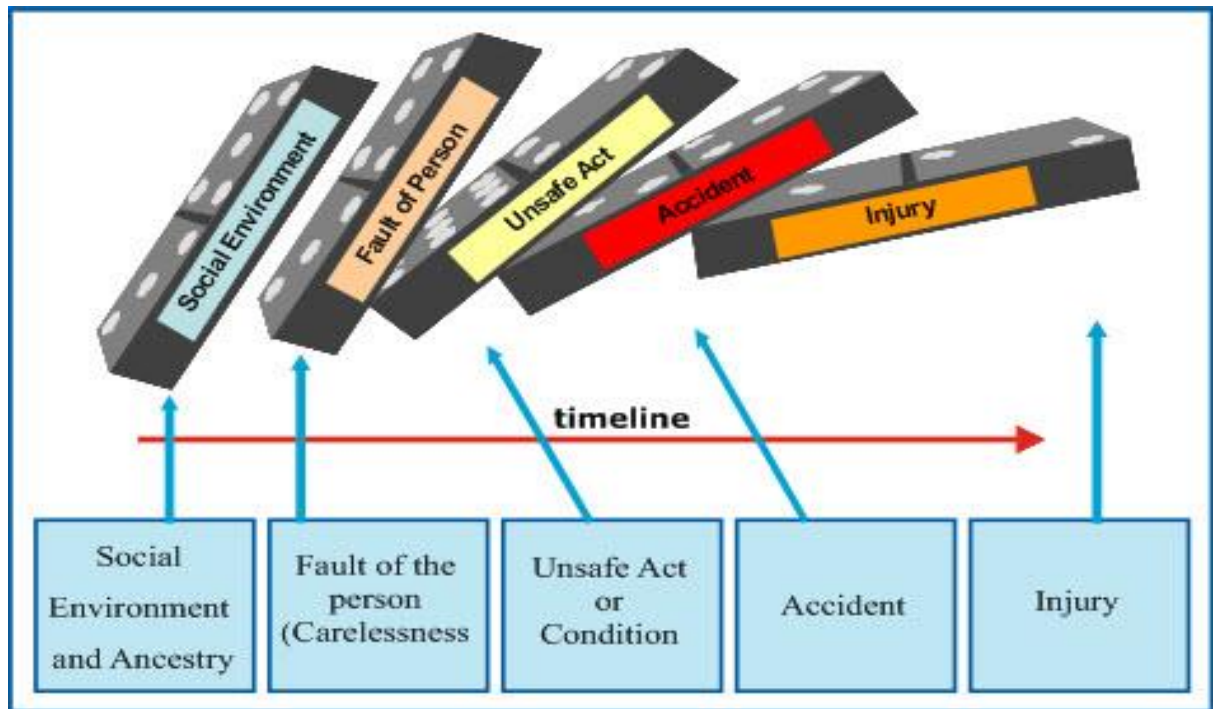 Social Environment
Fault of Person
Unsafe Act
Accident
Injury
timeline
Social
Environment
and Ancestry
Fault of the
person
(Carelessness
Unsafe Act
or
Condition
Accident
Injury